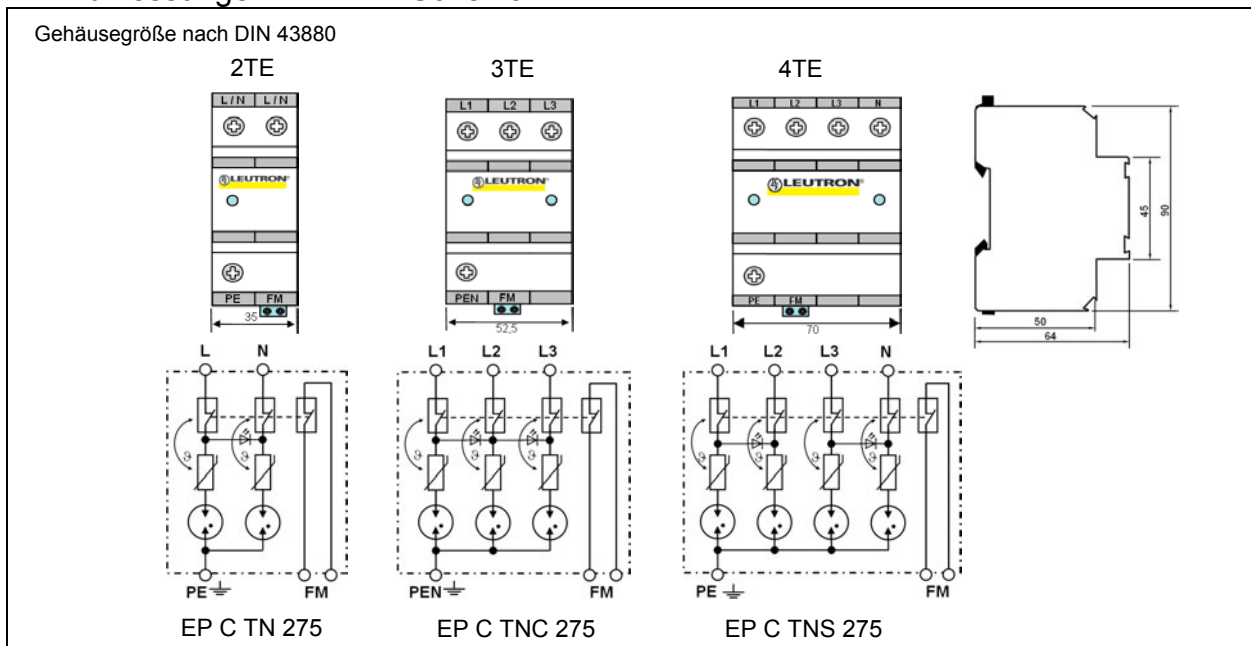 Gehäusegröße nach DIN 43880
2TE 3TE 4TE
L/N L/N
L1 L2 L3
L1 L2 L3 N
LEUTRON®
LEUTRON®
LEUTRON®
PE FM
PEN FM
PE FM
35
52,5
70
45
90
50
64
L N
L1 L2 L3
L1 L2 L3 N
ϑ ϑ
ϑ ϑ
ϑ ϑ ϑ
PE FM
PEN FM
PE FM
EP C TN 275 EP C TNC 275 EP C TNS 275